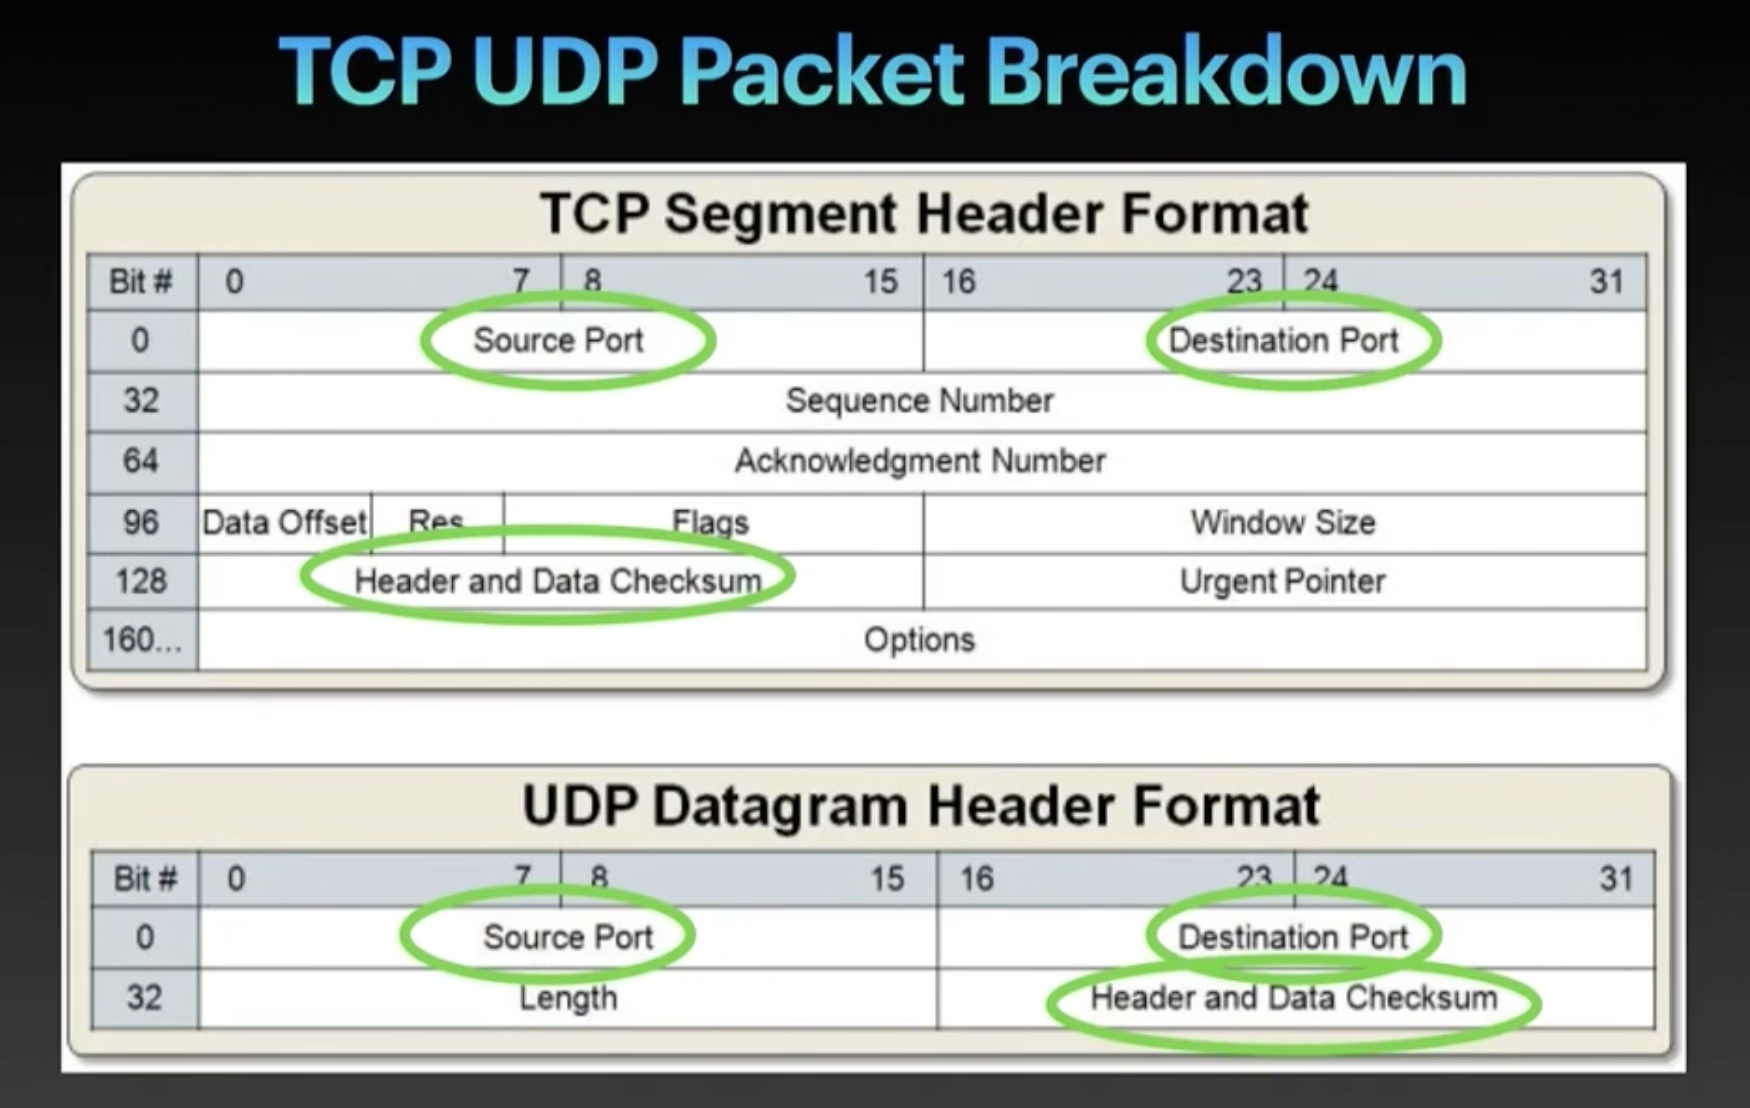 TCP UDP Packet Breakdown
TCP Segment Header Format
Bit # 0 7 8 15 16 23 24 31
0 Source Port Destination Port
32 Sequence Number
64 Acknowledgment Number
96 Data Offset Res Flags Window Size
128 Header and Data Checksum Urgent Pointer
160... Options
UDP Datagram Header Format
Bit # 0 7 8 15 16 23 24 31
0 Source Port Destination Port
32 Length Header and Data Checksum